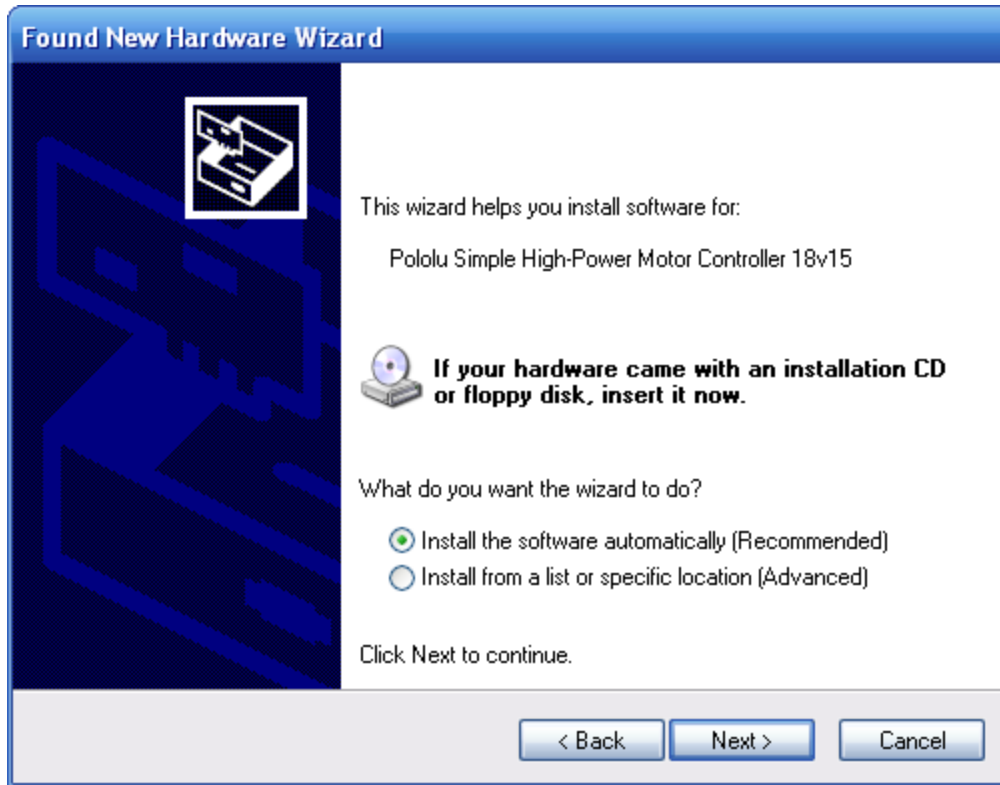 Found New Hardware Wizard
This wizard helps you install software for:
Pololu Simple High-Power Motor Controller 18v15
If your hardware came with an installation CD
or floppy disk, insert it now.
What do you want the wizard to do?
Install the software automatically (Recommended)
Install from a list or specific location (Advanced)
Click Next to continue.
< Back
Next >
Cancel